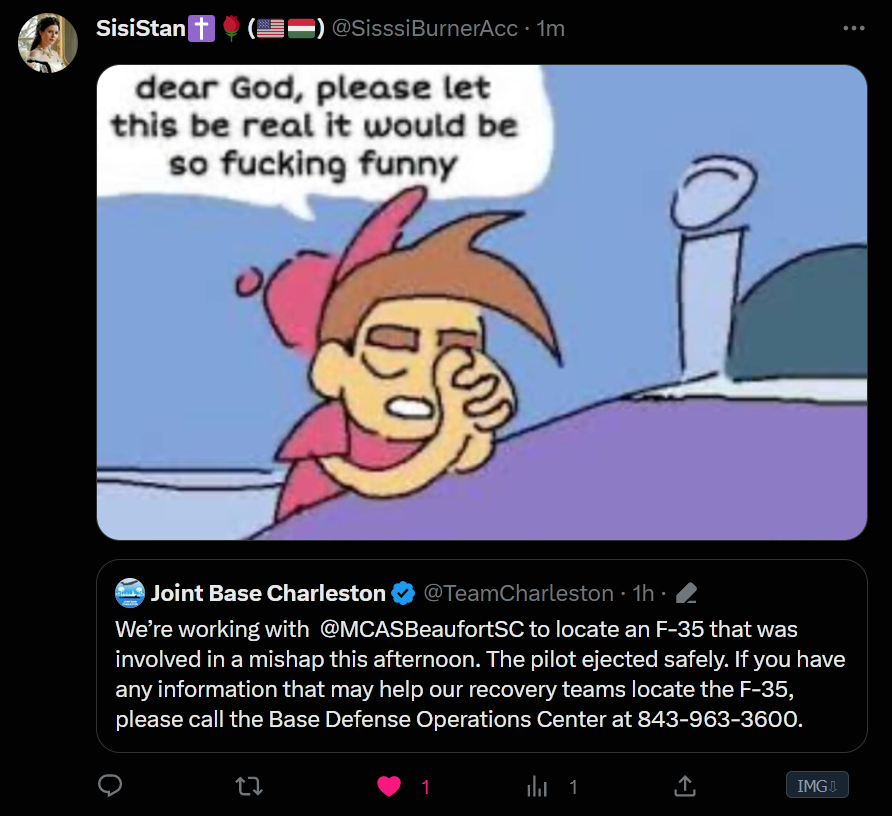 SisiStan✝️🌹(🇺🇸🇭🇺) @SisssiBurnerAcc · 1m
dear God, please let
this be real it would be
so fucking funny
Joint Base Charleston @TeamCharleston · 1h ·
We’re working with @MCASBeaufortSC to locate an F-35 that was
involved in a mishap this afternoon. The pilot ejected safely. If you have
any information that may help our recovery teams locate the F-35,
please call the Base Defense Operations Center at 843-963-3600.
1 1 IMG⇩